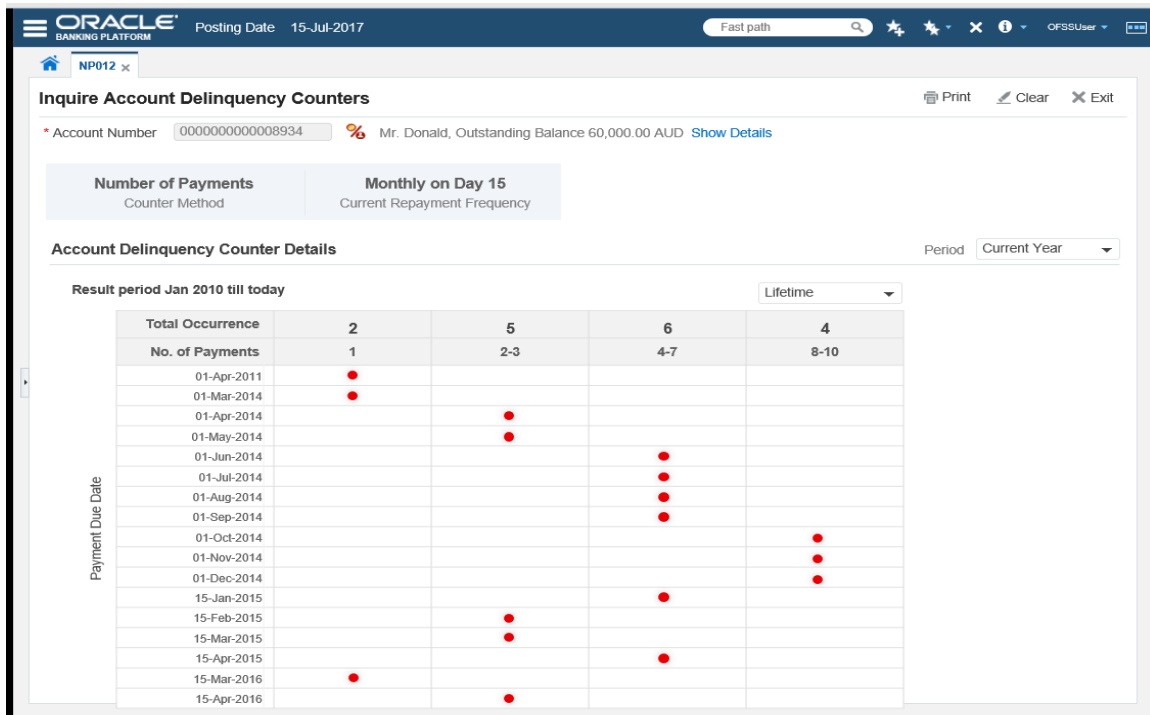 ORACLE
BANKING PLATFORM
Posting Date 15-Jul-2017
Fast path
OFSSUser
NP012
Inquire Account Delinquency Counters
Print Clear Exit
* Account Number 0000000000008934 Mr. Donald, Outstanding Balance 60,000.00 AUD Show Details
Number of Payments Monthly on Day 15
Counter Method Current Repayment Frequency
Account Delinquency Counter Details Period Current Year
Result period Jan 2010 till today Lifetime
Total Occurrence 2 5 6 4
No. of Payments 1 2-3 4-7 8-10
Payment Due Date
01-Apr-2011
01-Mar-2014
01-Apr-2014
01-May-2014
01-Jun-2014
01-Jul-2014
01-Aug-2014
01-Sep-2014
01-Oct-2014
01-Nov-2014
01-Dec-2014
15-Jan-2015
15-Feb-2015
15-Mar-2015
15-Apr-2015
15-Mar-2016
15-Apr-2016